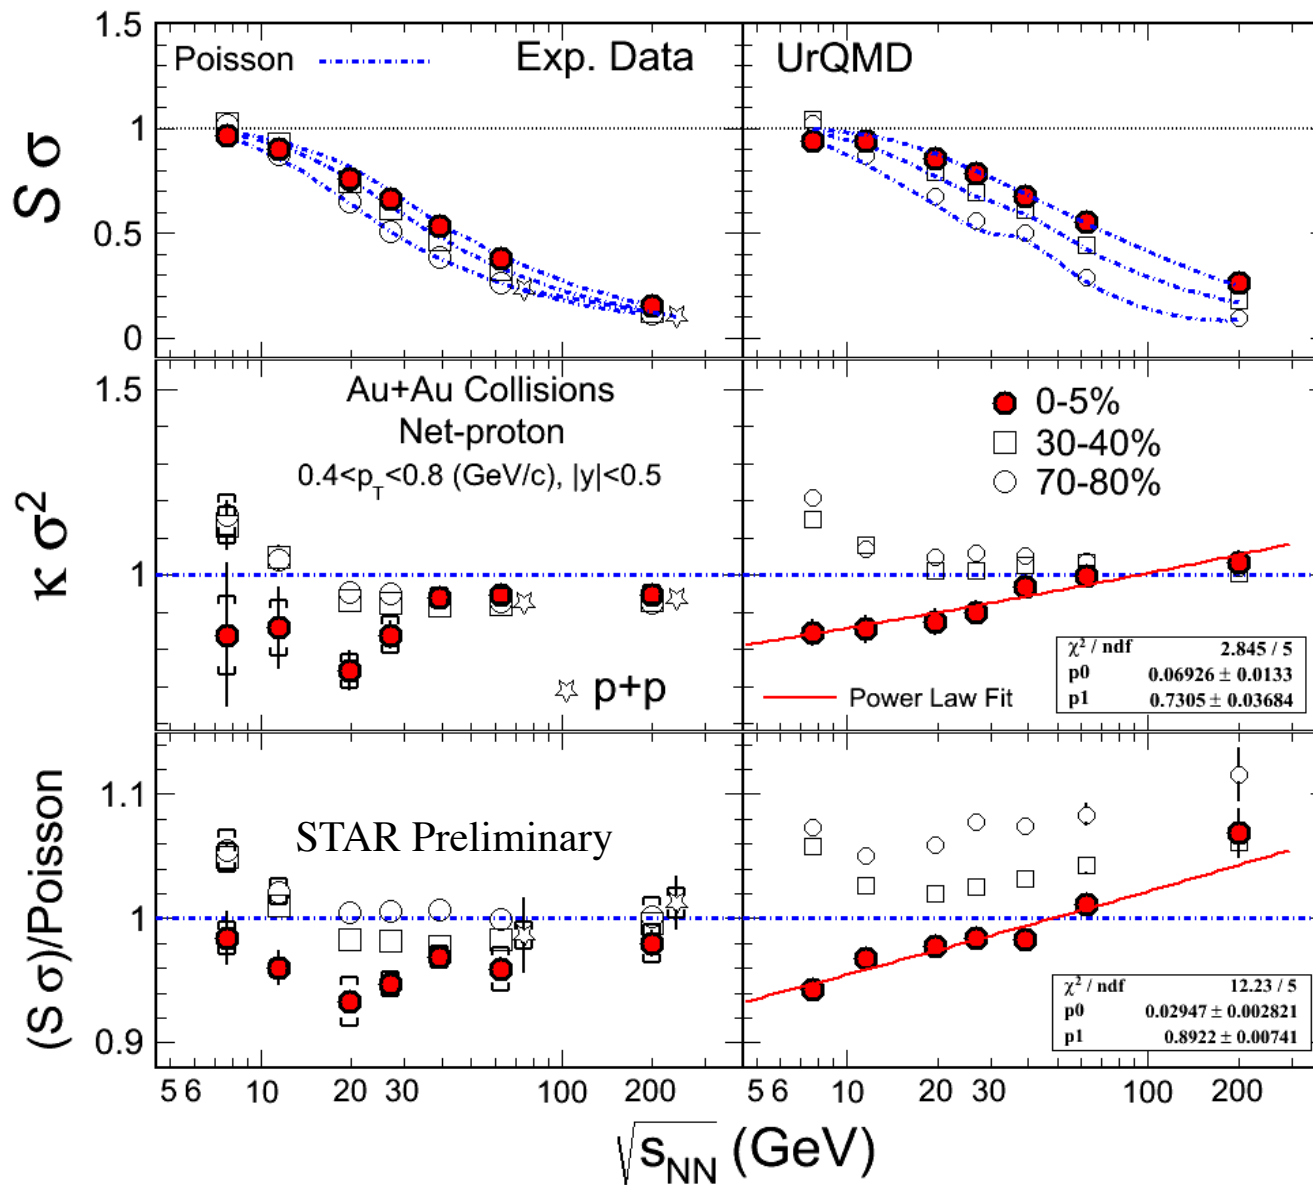 1.5
Poisson
Exp. Data
UrQMD
1
S σ
0.5
0
1.5
Au+Au Collisions
Net-proton
0.4<p_T<0.8 (GeV/c), |y|<0.5
0-5%
30-40%
70-80%
κ σ²
1
p+p
Power Law Fit
χ² / ndf 2.845 / 5
p0 0.06926 ± 0.0133
p1 0.7305 ± 0.03684
1.1
STAR Preliminary
(S σ)/Poisson
1
χ² / ndf 12.23 / 5
p0 0.02947 ± 0.002821
p1 0.8922 ± 0.00741
0.9
5 6 10 20 30 100 200 5 6 10 20 30 100 200
√s_NN (GeV)